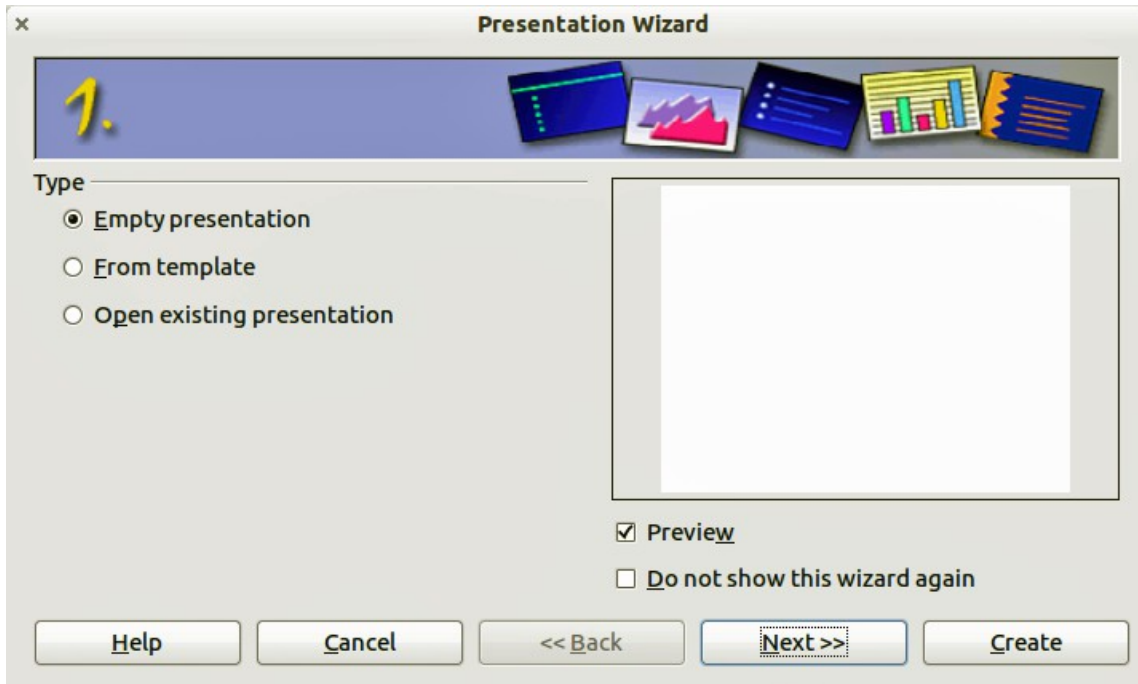 Presentation Wizard
1.
Type
Empty presentation
From template
Open existing presentation
Preview
Do not show this wizard again
Help Cancel << Back Next >> Create